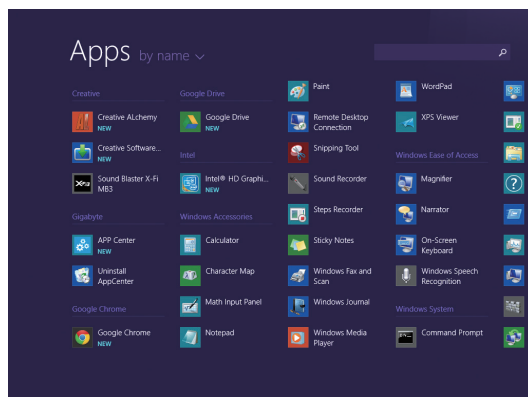 Apps by name
Creative
Creative ALchemy
NEW
Creative Software...
NEW
Sound Blaster X-Fi
MB3
Gigabyte
APP Center
NEW
Uninstall
AppCenter
Google Chrome
Google Chrome
NEW
Google Drive
Google Drive
NEW
Intel
Intel® HD Graphi...
NEW
Windows Accessories
Calculator
Character Map
Math Input Panel
Notepad
Paint
Remote Desktop
Connection
Snipping Tool
Sound Recorder
Steps Recorder
Sticky Notes
Windows Fax and
Scan
Windows Journal
Windows Media
Player
WordPad
XPS Viewer
Windows Ease of Access
Magnifier
Narrator
On-Screen
Keyboard
Windows Speech
Recognition
Windows System
Command Prompt